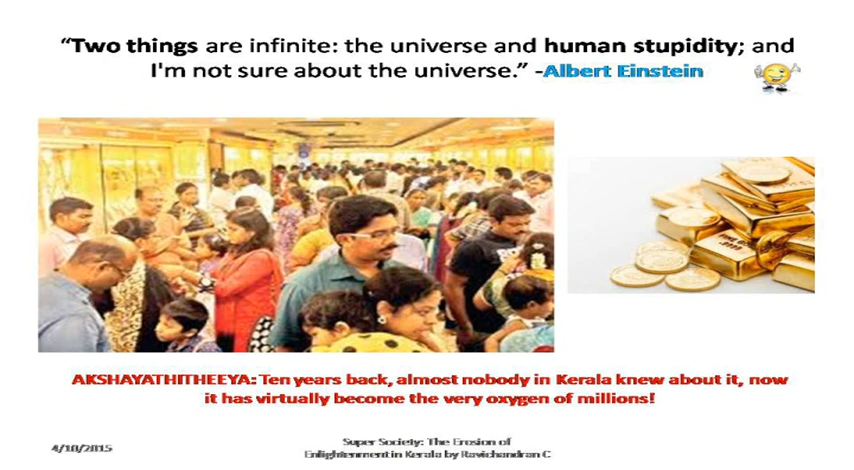 “Two things are infinite: the universe and human stupidity; and
I'm not sure about the universe.” -Albert Einstein
AKSHAYATHITHEEYA: Ten years back, almost nobody in Kerala knew about it, now
it has virtually become the very oxygen of millions!
4/10/2015
Super Society: The Erosion of
Enlightenment in Kerala by Ravichandran C